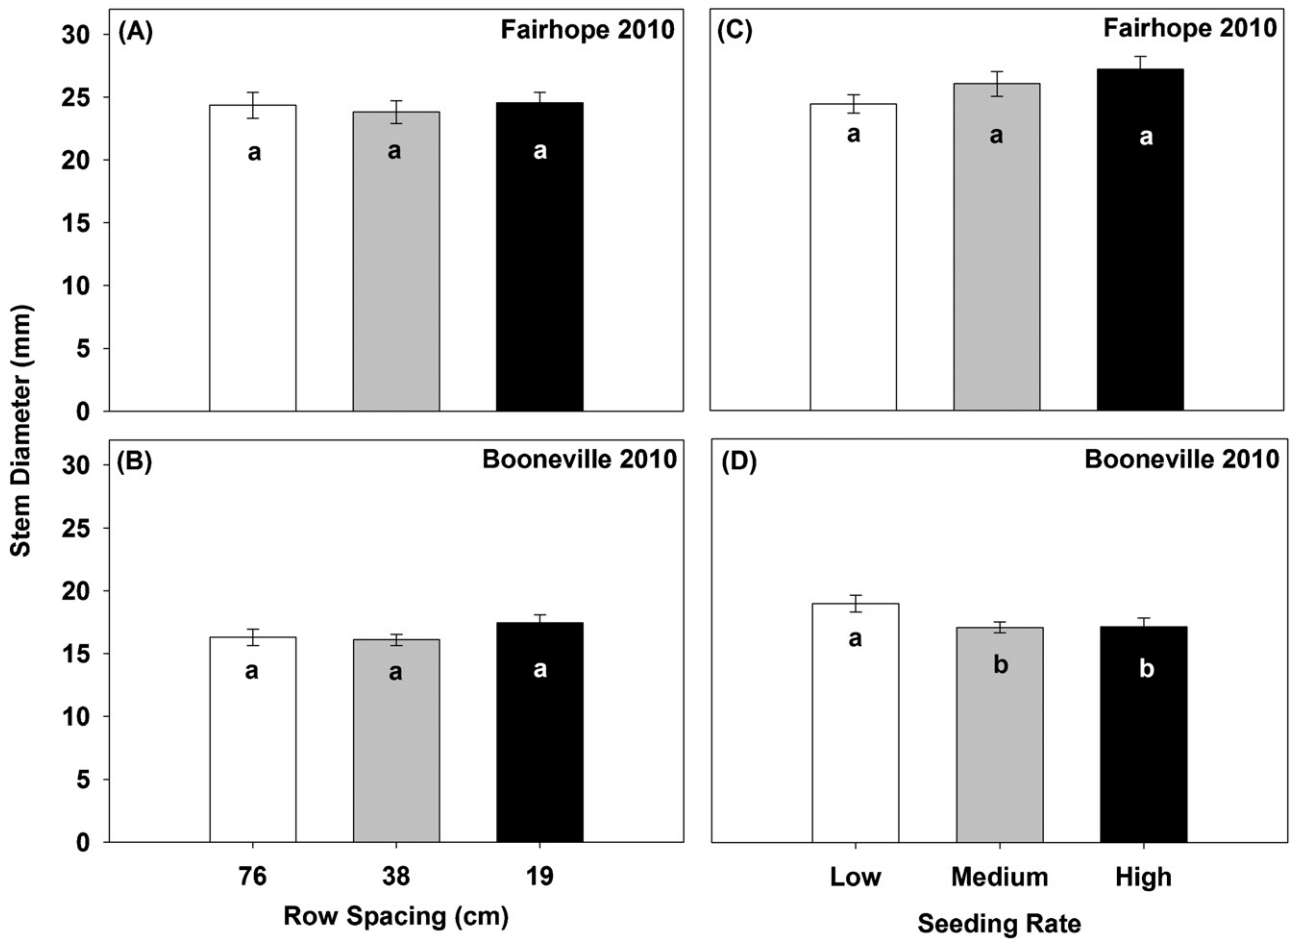 Stem Diameter (mm)
(A) Fairhope 2010
30
25
20
15
10
5
0
a a a
(C) Fairhope 2010
a a a
(B) Booneville 2010
30
25
20
15
10
5
0
a a a
76 38 19
Row Spacing (cm)
(D) Booneville 2010
a b b
Low Medium High
Seeding Rate